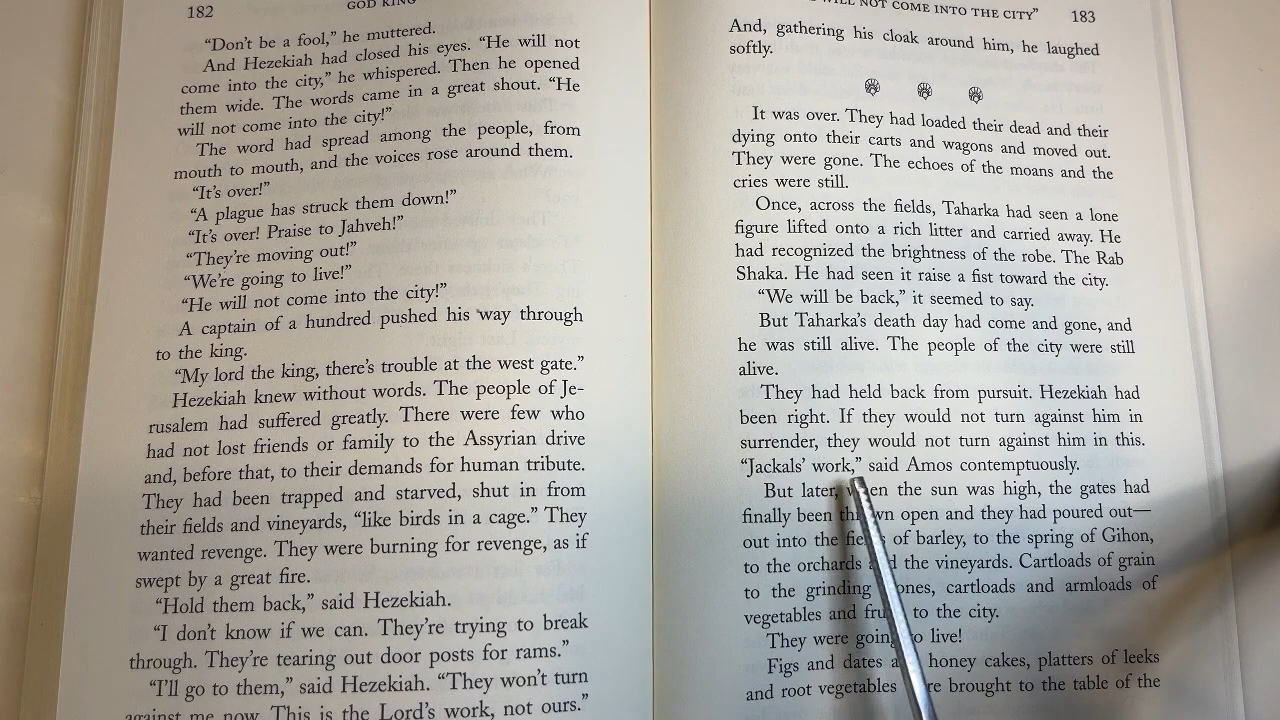 182
GOD KING
"Don't be a fool," he muttered.
And Hezekiah had closed his eyes. "He will not
come into the city," he whispered. Then he opened
them wide. The words came in a great shout. "He
will not come into the city!"
The word had spread among the people, from
mouth to mouth, and the voices rose around them.
"It's over!"
"A plague has struck them down!"
"It's over! Praise to Jahveh!"
"They're moving out!"
"We're going to live!"
"He will not come into the city!"
A captain of a hundred pushed his way through
to the king.
"My lord the king, there's trouble at the west gate."
Hezekiah knew without words. The people of Je-
rusalem had suffered greatly. There were few who
had not lost friends or family to the Assyrian drive
and, before that, to their demands for human tribute.
They had been trapped and starved, shut in from
their fields and vineyards, "like birds in a cage." They
wanted revenge. They were burning for revenge, as if
swept by a great fire.
"Hold them back," said Hezekiah.
"I don't know if we can. They're trying to break
through. They're tearing out door posts for rams."
"I'll go to them," said Hezekiah. "They won't turn
against me now. This is the Lord's work, not ours."
WILL NOT COME INTO THE CITY"
183
And, gathering his cloak around him, he laughed
softly.
It was over. They had loaded their dead and their
dying onto their carts and wagons and moved out.
They were gone. The echoes of the moans and the
cries were still.
Once, across the fields, Taharka had seen a lone
figure lifted onto a rich litter and carried away. He
had recognized the brightness of the robe. The Rab
Shaka. He had seen it raise a fist toward the city.
"We will be back," it seemed to say.
But Taharka's death day had come and gone, and
he was still alive. The people of the city were still
alive.
They had held back from pursuit. Hezekiah had
been right. If they would not turn against him in
surrender, they would not turn against him in this.
"Jackals' work," said Amos contemptuously.
But later, when the sun was high, the gates had
finally been thrown open and they had poured out—
out into the fields of barley, to the spring of Gihon,
to the orchards and the vineyards. Cartloads of grain
to the grinding stones, cartloads and armloads of
vegetables and fruit to the city.
They were going to live!
Figs and dates and honey cakes, platters of leeks
and root vegetables were brought to the table of the